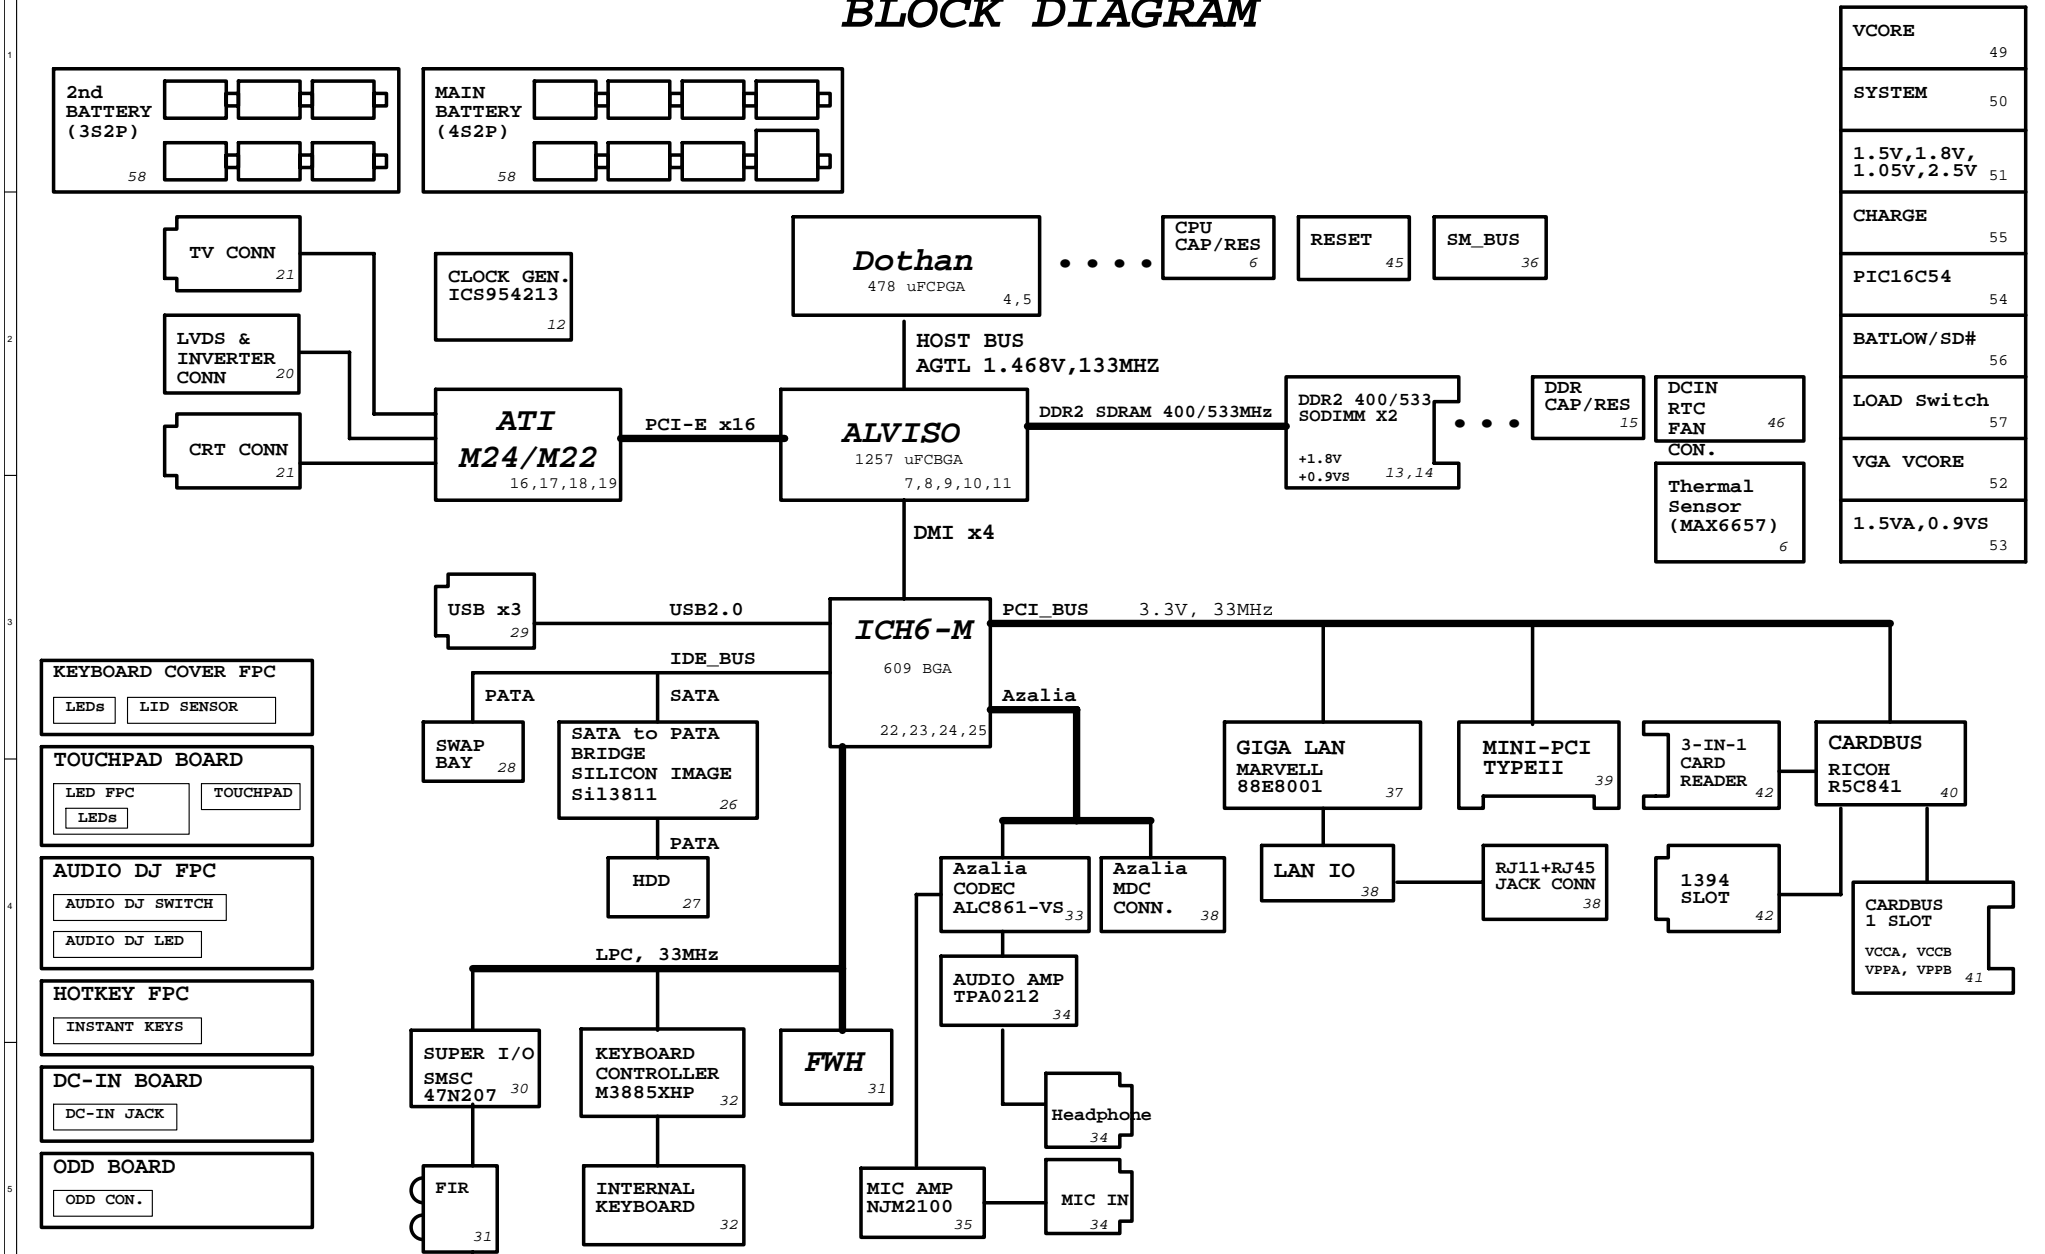 BLOCK DIAGRAM
1
2
3
4
5
2nd
BATTERY
(3S2P)
58
MAIN
BATTERY
(4S2P)
58
VCORE
49
SYSTEM
50
1.5V,1.8V,
1.05V,2.5V
51
CHARGE
55
PIC16C54
54
BATLOW/SD#
56
LOAD Switch
57
VGA VCORE
52
1.5VA,0.9VS
53
TV CONN
21
LVDS &
INVERTER
CONN
20
CRT CONN
21
CLOCK GEN.
ICS954213
12
Dothan
478 uFCPGA
4,5
CPU
CAP/RES
6
RESET
45
SM_BUS
36
HOST BUS
AGTL 1.468V,133MHZ
ATI
M24/M22
16,17,18,19
PCI-E x16
ALVISO
1257 uFCBGA
7,8,9,10,11
DDR2 SDRAM 400/533MHz
DDR2 400/533
SODIMM X2
+1.8V
+0.9VS
13,14
DDR
CAP/RES
15
DCIN
RTC
FAN
CON.
46
Thermal
Sensor
(MAX6657)
6
DMI x4
USB x3
29
USB2.0
ICH6-M
609 BGA
22,23,24,25
PCI_BUS
3.3V, 33MHz
IDE_BUS
PATA
SATA
Azalia
SWAP
BAY
28
SATA to PATA
BRIDGE
SILICON IMAGE
Sil3811
26
PATA
HDD
27
GIGA LAN
MARVELL
88E8001
37
MINI-PCI
TYPEII
39
3-IN-1
CARD
READER
42
CARDBUS
RICOH
R5C841
40
LAN IO
38
RJ11+RJ45
JACK CONN
38
1394
SLOT
42
CARDBUS
1 SLOT
VCCA, VCCB
VPPA, VPPB
41
Azalia
CODEC
ALC861-VS
33
Azalia
MDC
CONN.
38
AUDIO AMP
TPA0212
34
Headphone
34
MIC AMP
NJM2100
35
MIC IN
34
LPC, 33MHz
SUPER I/O
SMSC
47N207
30
KEYBOARD
CONTROLLER
M3885XHP
32
FWH
31
FIR
31
INTERNAL
KEYBOARD
32
KEYBOARD COVER FPC
LEDs
LID SENSOR
TOUCHPAD BOARD
LED FPC
LEDs
TOUCHPAD
AUDIO DJ FPC
AUDIO DJ SWITCH
AUDIO DJ LED
HOTKEY FPC
INSTANT KEYS
DC-IN BOARD
DC-IN JACK
ODD BOARD
ODD CON.